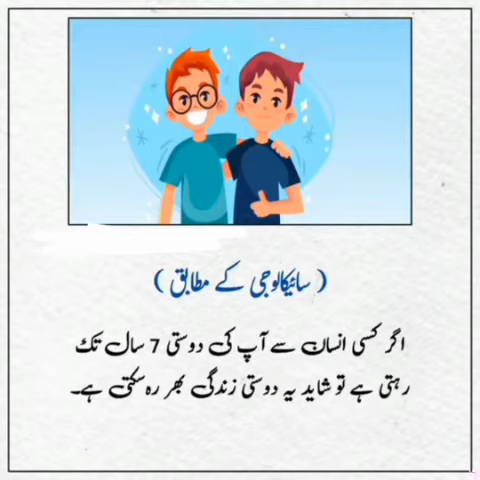 ( سائیکالوجی کے مطابق )
اگر کسی انسان سے آپ کی دوستی 7 سال تک
رہتی ہے تو شاید یہ دوستی زندگی بھر رہ سکتی ہے۔